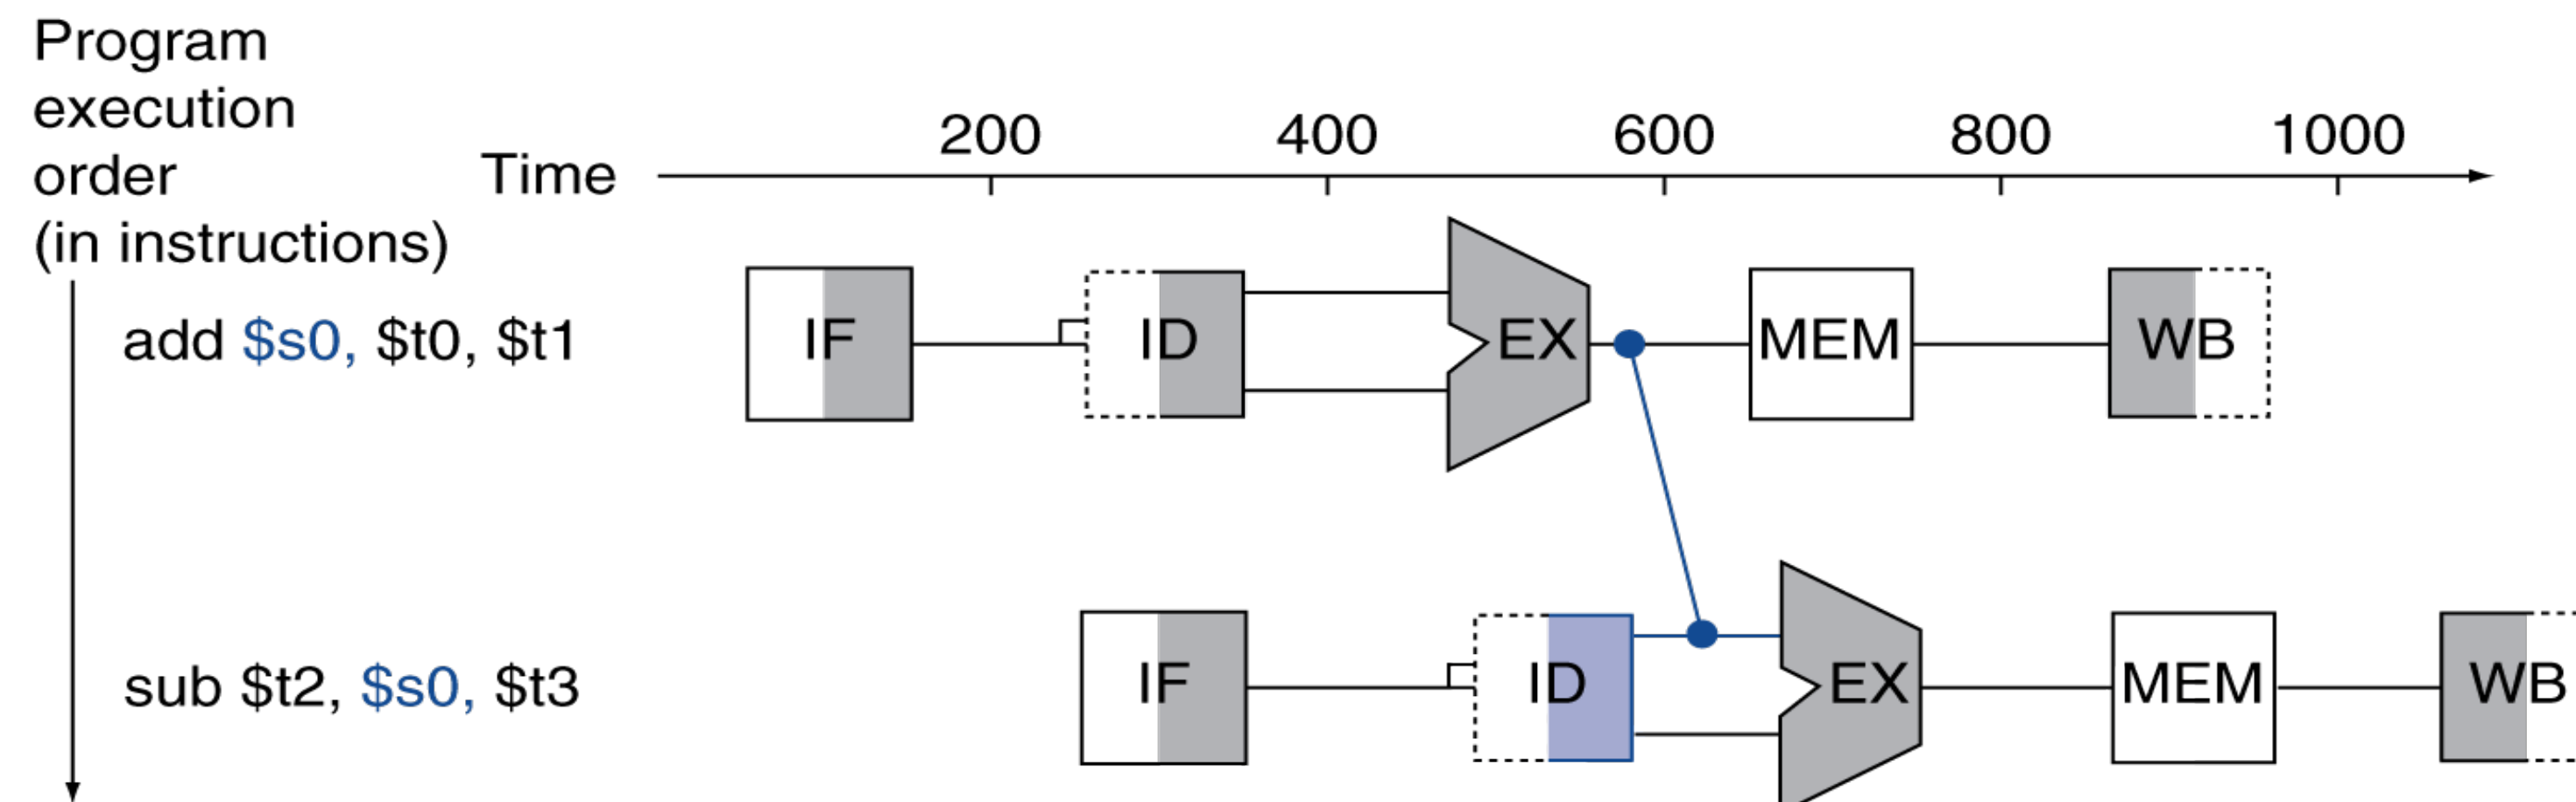 Program
execution
order
(in instructions)
Time
200 400 600 800 1000
add $s0, $t0, $t1
IF ID EX MEM WB
sub $t2, $s0, $t3
IF ID EX MEM WB